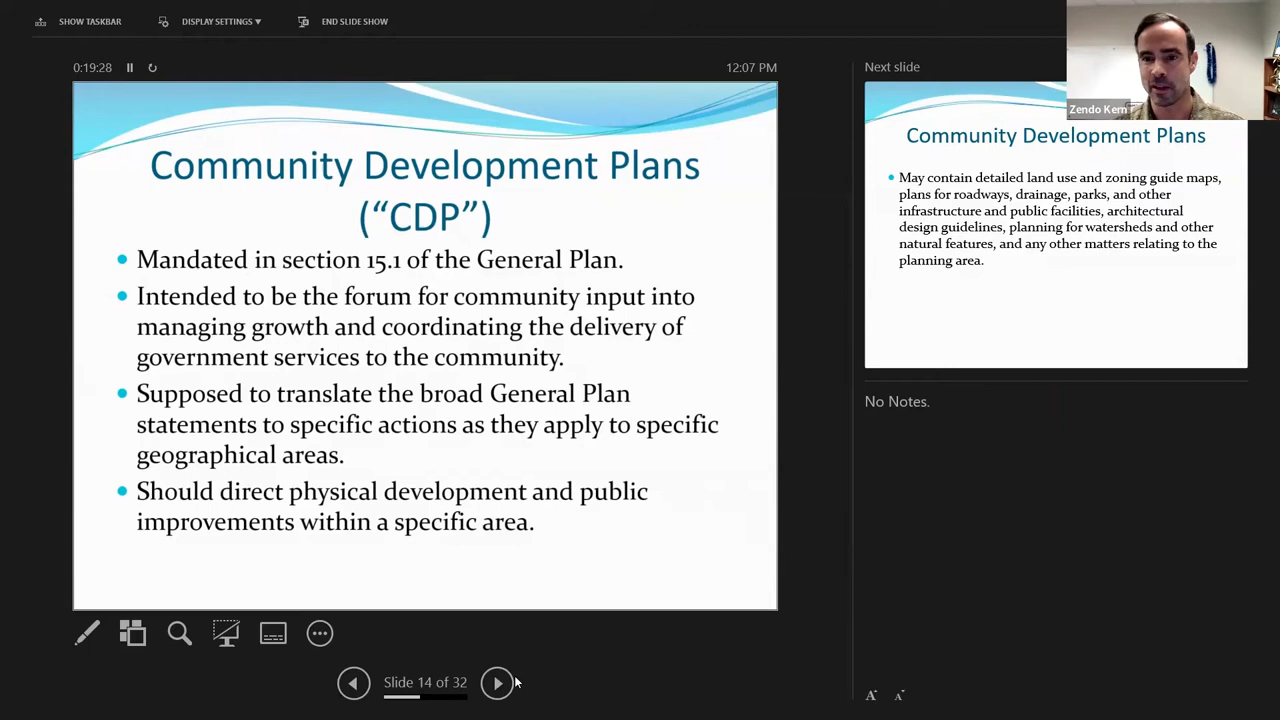 SHOW TASKBAR
DISPLAY SETTINGS ▼
END SLIDE SHOW
0:19:28
12:07 PM
Community Development Plans
(“CDP”)
• Mandated in section 15.1 of the General Plan.
• Intended to be the forum for community input into
managing growth and coordinating the delivery of
government services to the community.
• Supposed to translate the broad General Plan
statements to specific actions as they apply to specific
geographical areas.
• Should direct physical development and public
improvements within a specific area.
Slide 14 of 32
Next slide
Zendo Kern
Community Development Plans
• May contain detailed land use and zoning guide maps,
plans for roadways, drainage, parks, and other
infrastructure and public facilities, architectural
design guidelines, planning for watersheds and other
natural features, and any other matters relating to the
planning area.
No Notes.
A A